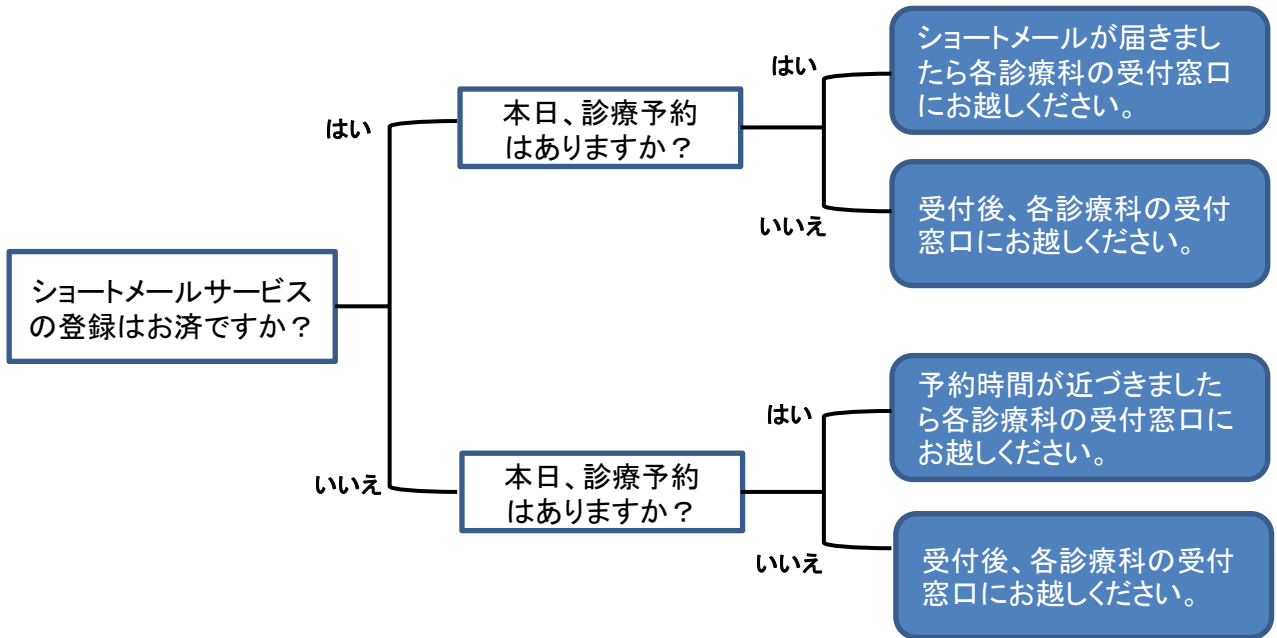 ショートメールサービス
の登録はお済ですか？
はい
本日、診療予約
はありますか？
はい
ショートメールが届きまし
たら各診療科の受付窓口
にお越しください。
いいえ
受付後、各診療科の受付
窓口にお越しください。
いいえ
本日、診療予約
はありますか？
はい
予約時間が近づきました
ら各診療科の受付窓口に
お越しください。
いいえ
受付後、各診療科の受付
窓口にお越しください。